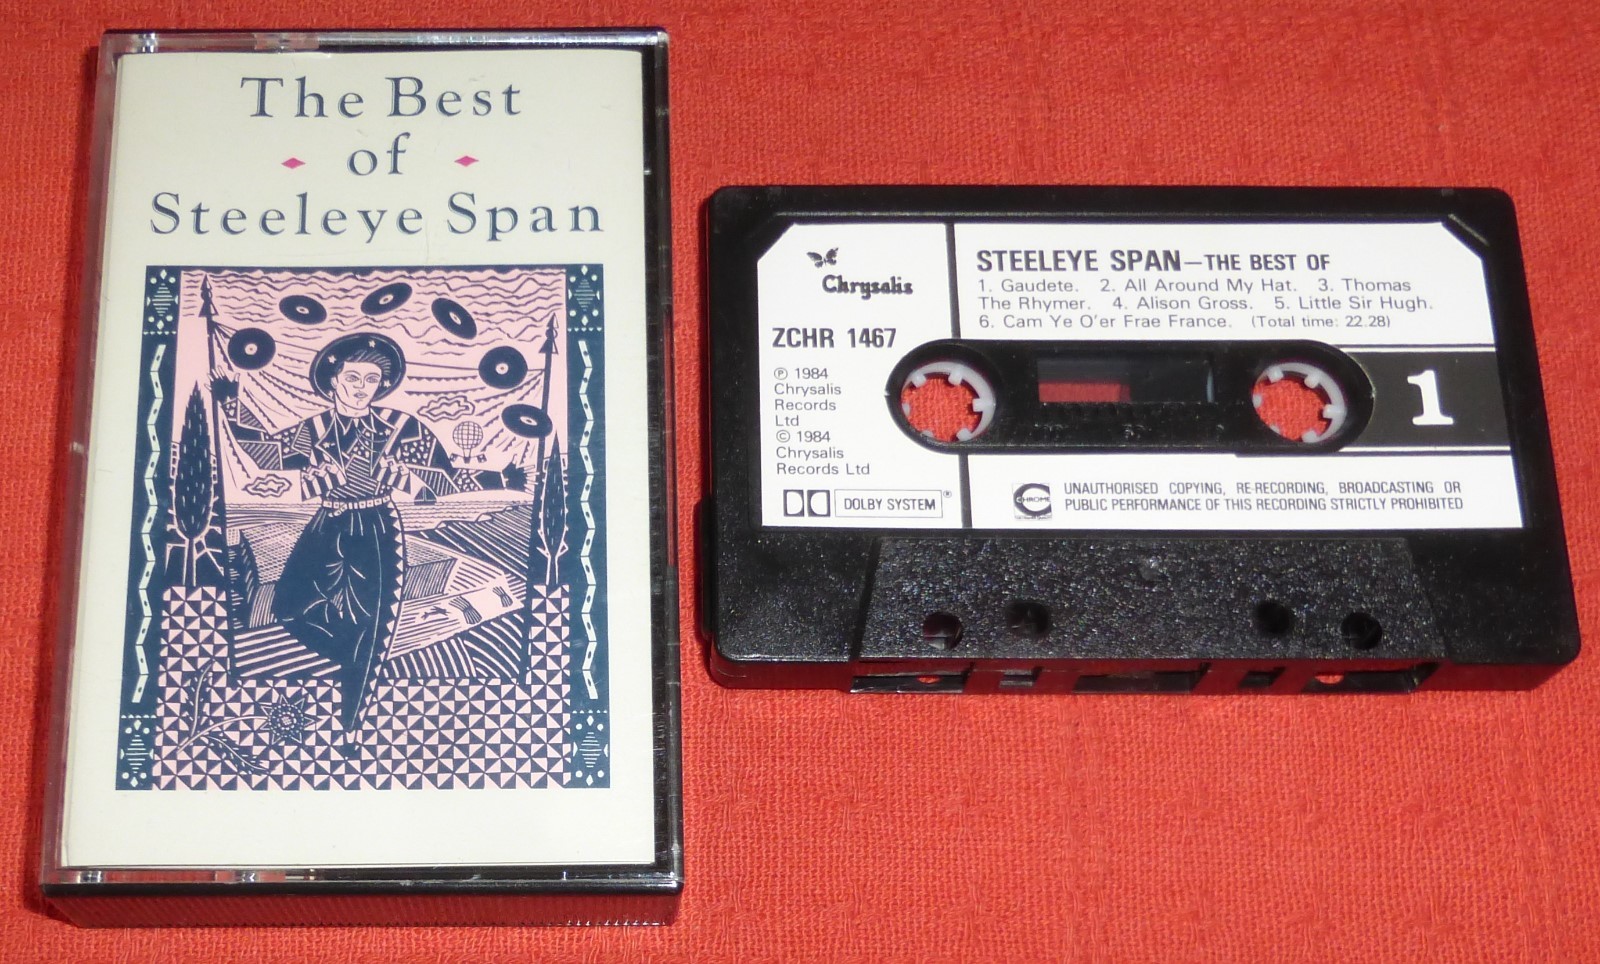 The Best
of
Steeleye Span
Chrysalis
ZCHR 1467
℗ 1984
Chrysalis
Records
Ltd
© 1984
Chrysalis
Records Ltd
DOLBY SYSTEM®
STEELEYE SPAN—THE BEST OF
1. Gaudete. 2. All Around My Hat. 3. Thomas
The Rhymer. 4. Alison Gross. 5. Little Sir Hugh.
6. Cam Ye O'er Frae France. (Total time: 22.28)
1
CHROME
UNAUTHORISED COPYING, RE-RECORDING, BROADCASTING OR
PUBLIC PERFORMANCE OF THIS RECORDING STRICTLY PROHIBITED